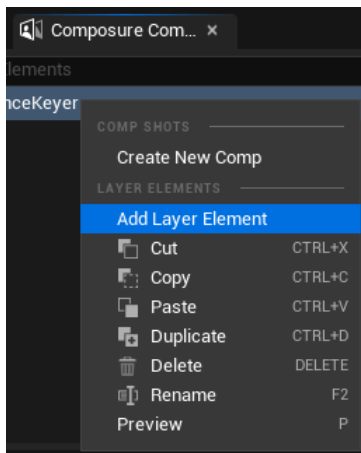 Composure Com... ×
Elements
nceKeyer
COMP SHOTS
Create New Comp
LAYER ELEMENTS
Add Layer Element
Cut CTRL+X
Copy CTRL+C
Paste CTRL+V
Duplicate CTRL+D
Delete DELETE
Rename F2
Preview P